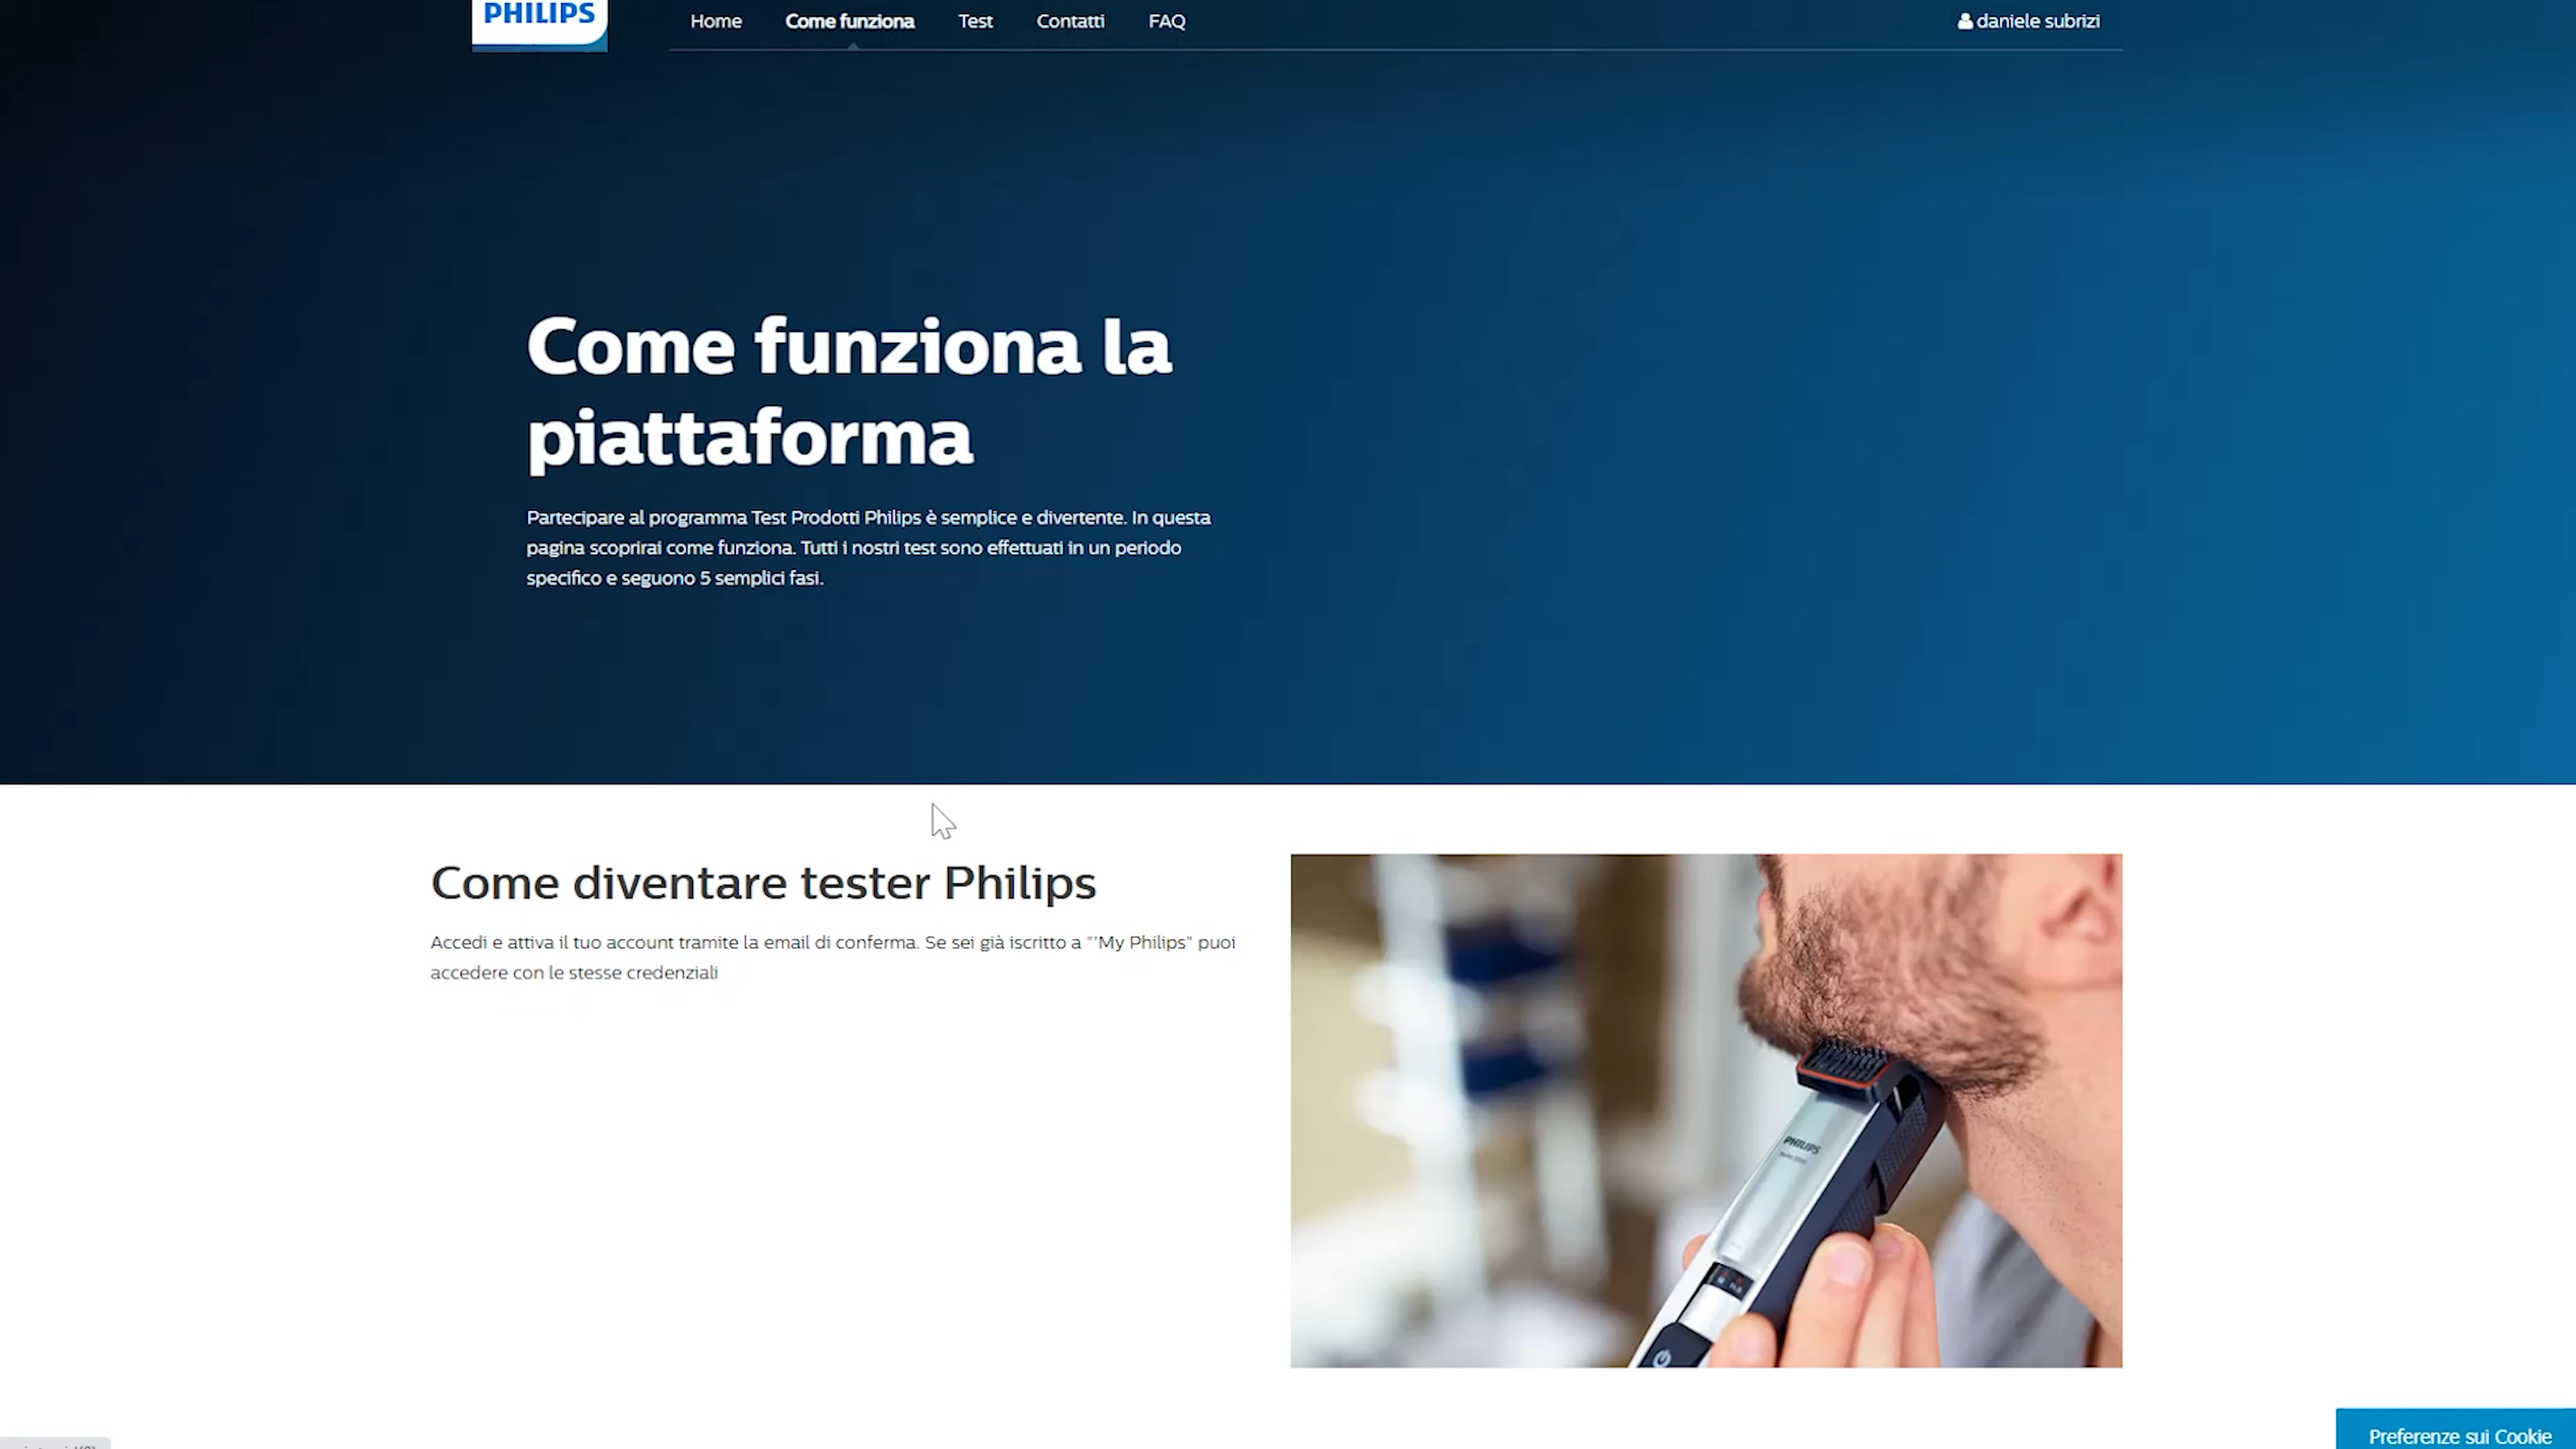 PHILIPS
Home
Come funziona
Test
Contatti
FAQ
daniele subrizi
Come funziona la
piattaforma
Partecipare al programma Test Prodotti Philips è semplice e divertente. In questa
pagina scoprirai come funziona. Tutti i nostri test sono effettuati in un periodo
specifico e seguono 5 semplici fasi.
Come diventare tester Philips
Accedi e attiva il tuo account tramite la email di conferma. Se sei già iscritto a "'My Philips" puoi
accedere con le stesse credenziali
PHILIPS
Preferenze sui Cookie